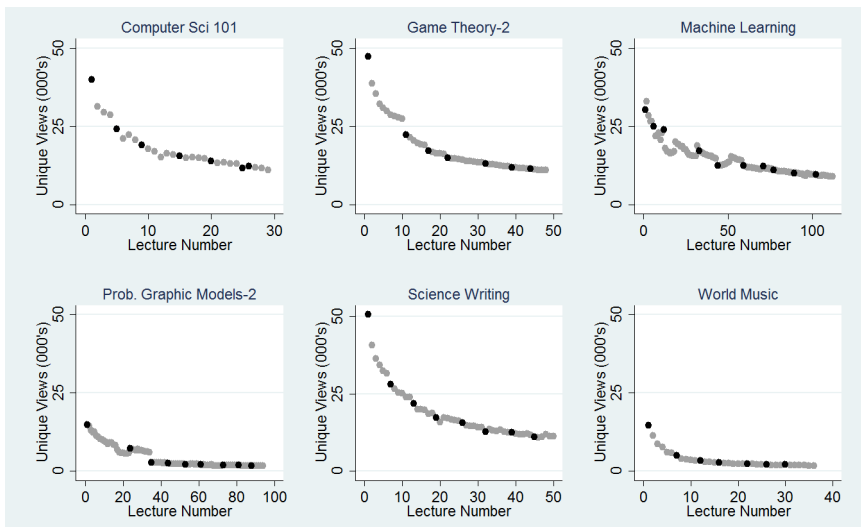 Computer Sci 101
Game Theory-2
Machine Learning
Unique Views (000's)
50
25
0
0 10 20 30
Lecture Number
Unique Views (000's)
50
25
0
0 10 20 30 40 50
Lecture Number
Unique Views (000's)
50
25
0
0 50 100
Lecture Number
Prob. Graphic Models-2
Science Writing
World Music
Unique Views (000's)
50
25
0
0 20 40 60 80 100
Lecture Number
Unique Views (000's)
50
25
0
0 10 20 30 40 50
Lecture Number
Unique Views (000's)
50
25
0
0 10 20 30 40
Lecture Number